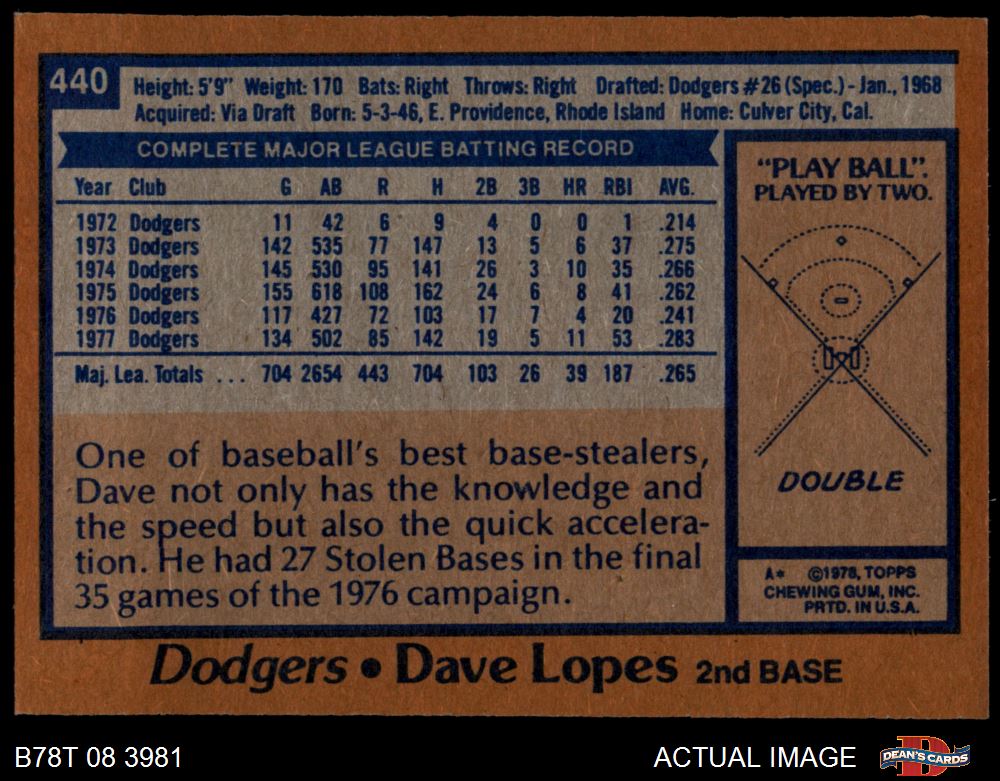 440
Height: 5'9" Weight: 170 Bats: Right Throws: Right Drafted: Dodgers #26 (Spec.) - Jan., 1968
Acquired: Via Draft Born: 5-3-46, E. Providence, Rhode Island Home: Culver City, Cal.
COMPLETE MAJOR LEAGUE BATTING RECORD
Year Club G AB R H 2B 3B HR RBI AVG.
1972 Dodgers 11 42 6 9 4 0 0 1 .214
1973 Dodgers 142 535 77 147 13 5 6 37 .275
1974 Dodgers 145 530 95 141 26 3 10 35 .266
1975 Dodgers 155 618 108 162 24 6 8 41 .262
1976 Dodgers 117 427 72 103 17 7 4 20 .241
1977 Dodgers 134 502 85 142 19 5 11 53 .283
Maj. Lea. Totals ... 704 2654 443 704 103 26 39 187 .265
One of baseball's best base-stealers,
Dave not only has the knowledge and
the speed but also the quick accelera-
tion. He had 27 Stolen Bases in the final
35 games of the 1976 campaign.
"PLAY BALL".
PLAYED BY TWO.
DOUBLE
A* ©1978, TOPPS
CHEWING GUM, INC.
PRTD. IN U.S.A.
Dodgers • Dave Lopes 2nd BASE
B78T 08 3981 ACTUAL IMAGE
DEAN'S CARDS